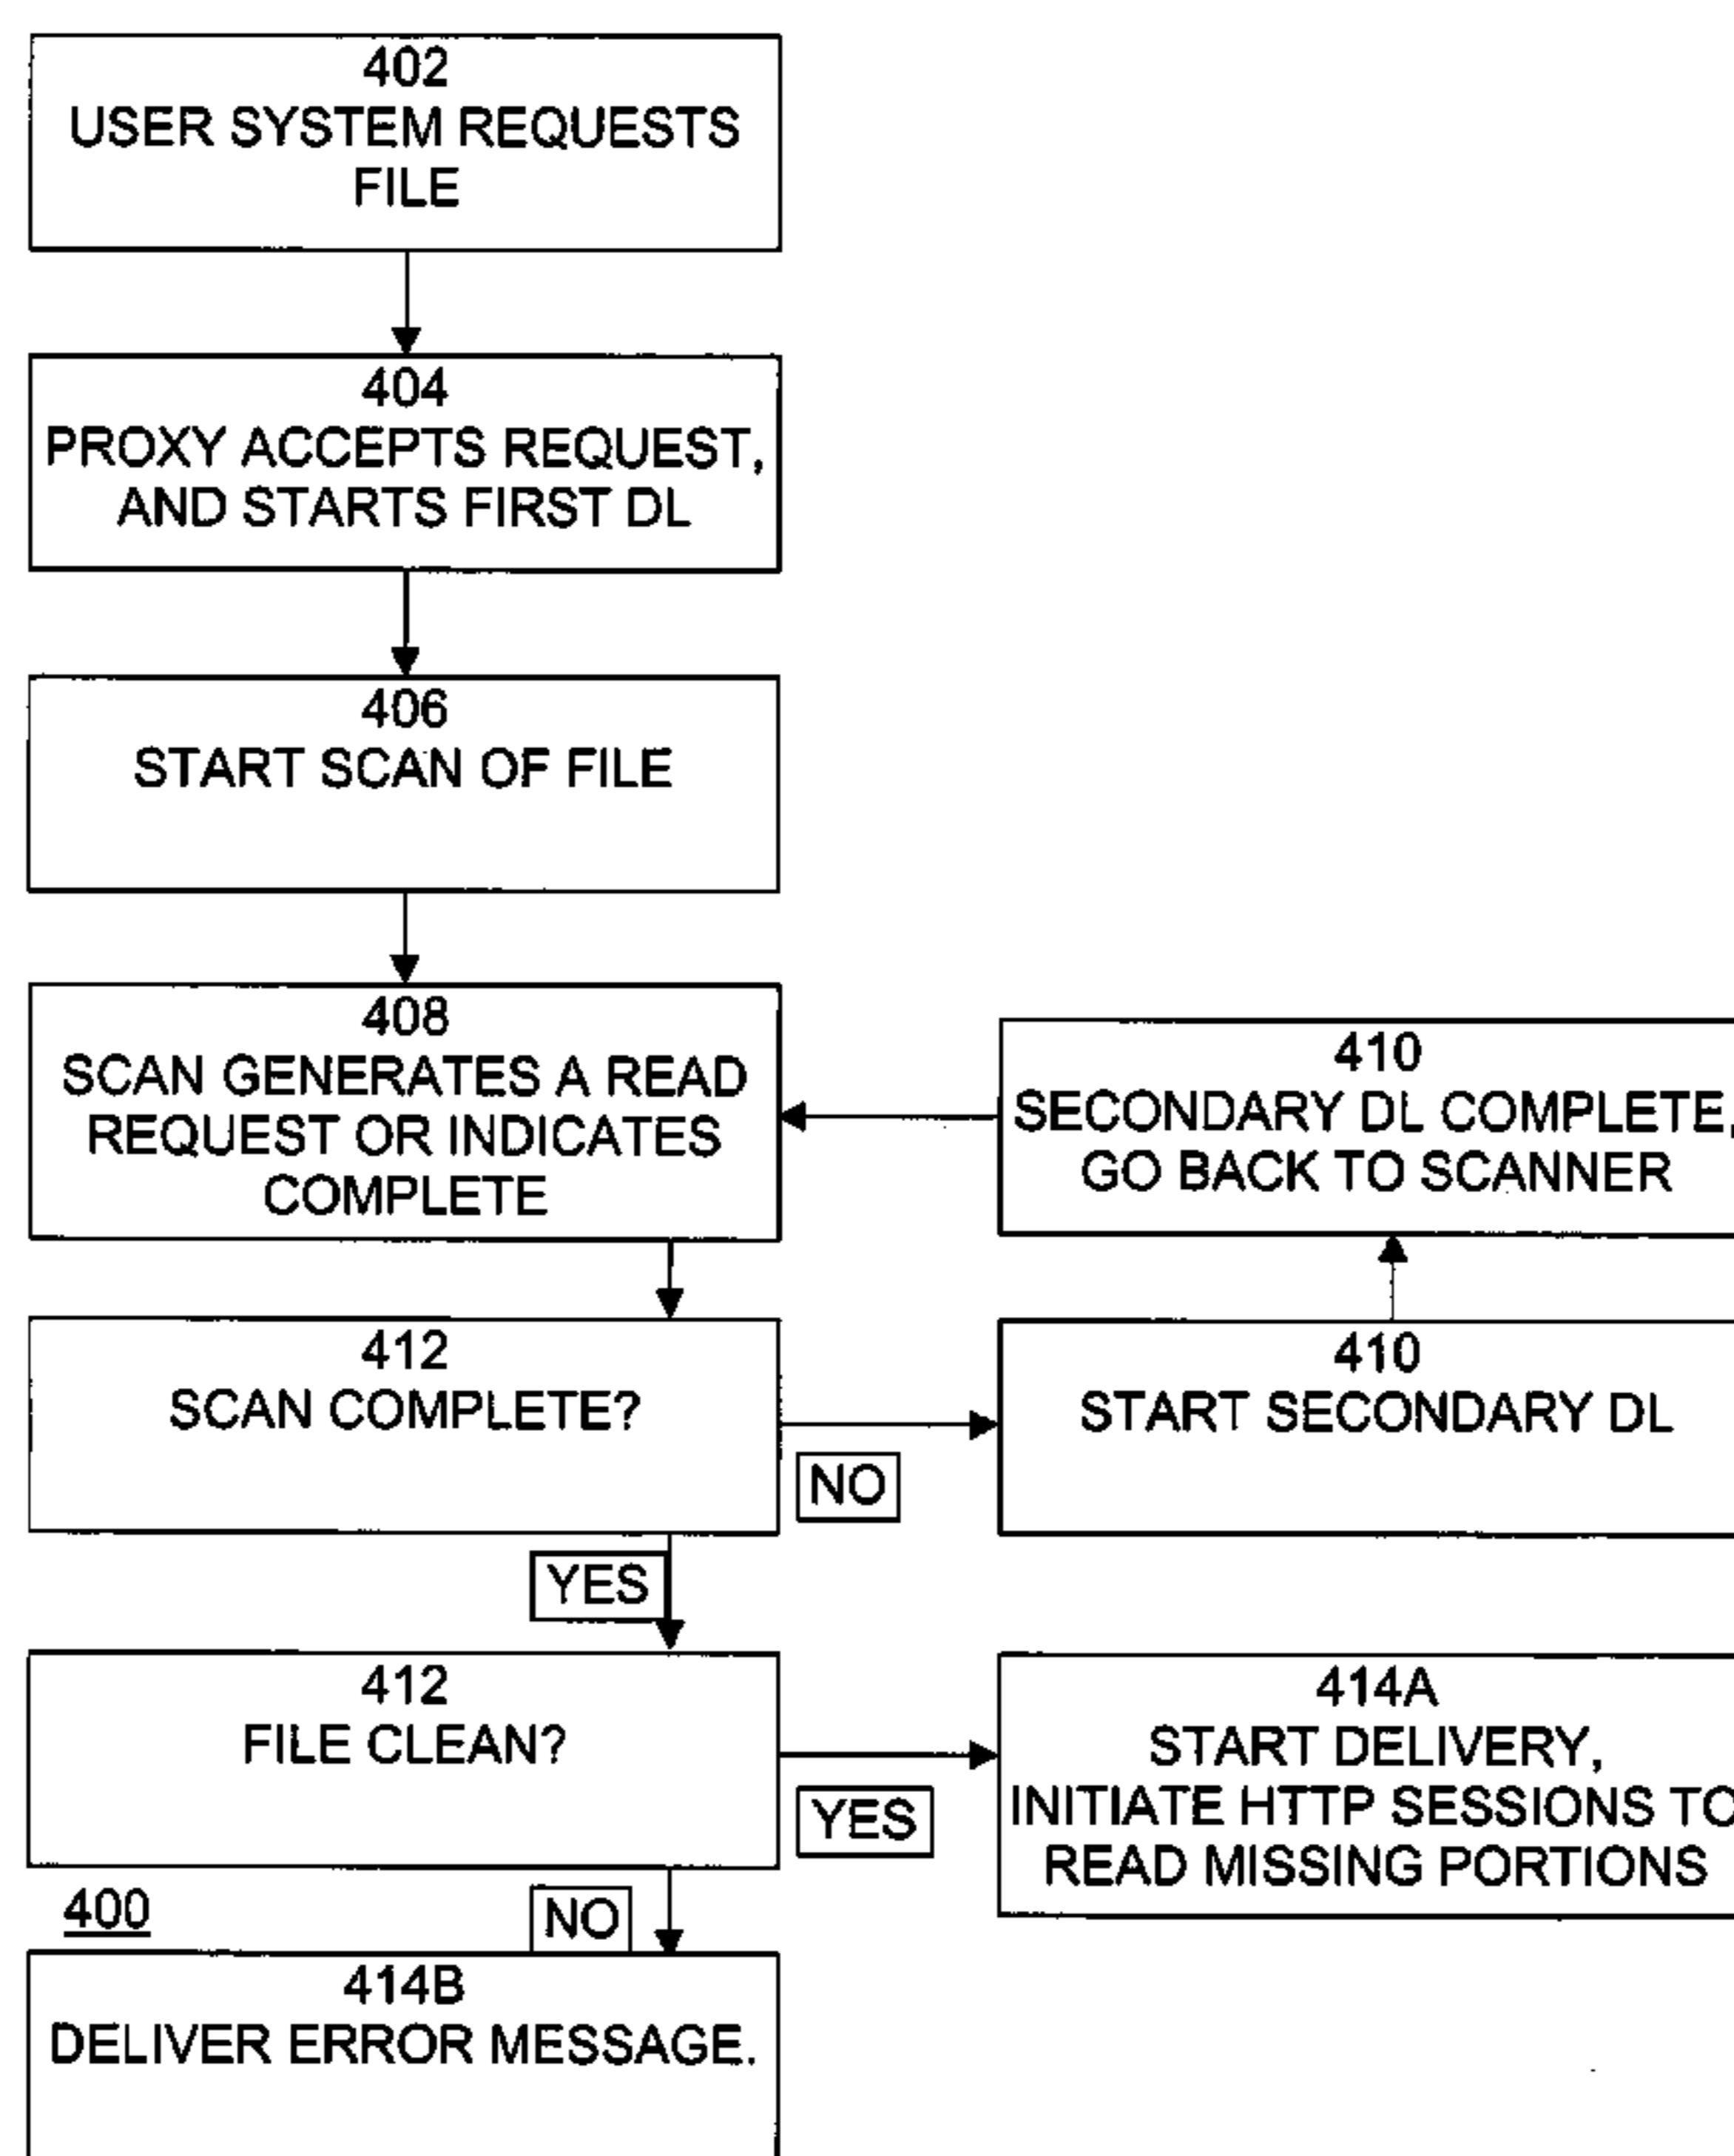 402
USER SYSTEM REQUESTS
FILE
404
PROXY ACCEPTS REQUEST,
AND STARTS FIRST DL
406
START SCAN OF FILE
408
SCAN GENERATES A READ
REQUEST OR INDICATES
COMPLETE
410
SECONDARY DL COMPLETE,
GO BACK TO SCANNER
412
SCAN COMPLETE?
NO
410
START SECONDARY DL
YES
412
FILE CLEAN?
YES
414A
START DELIVERY,
INITIATE HTTP SESSIONS TO
READ MISSING PORTIONS
400
NO
414B
DELIVER ERROR MESSAGE.